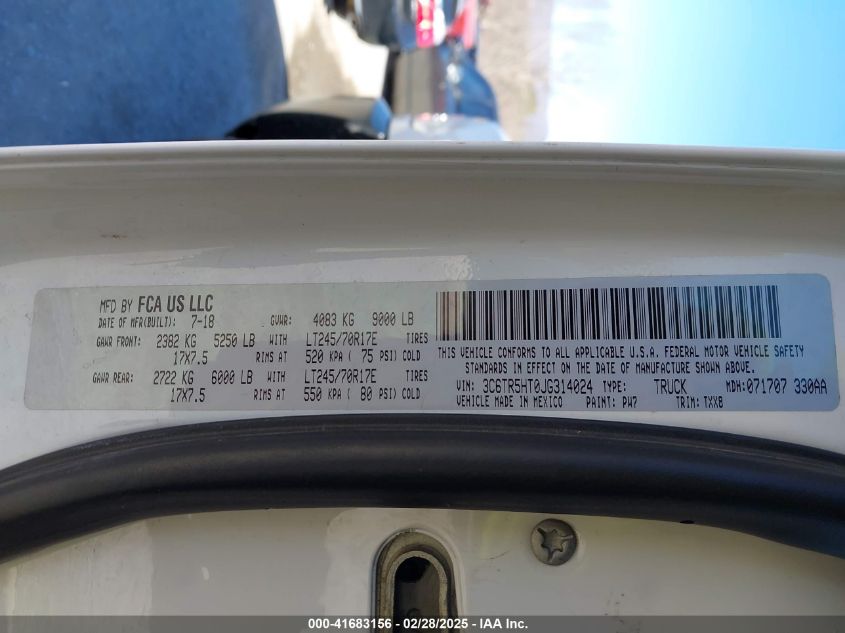 MFD BY FCA US LLC
DATE OF MFR(BUILT): 7-18 GVWR: 4083 KG 9000 LB
GAWR FRONT: 2382 KG 5250 LB WITH LT245/70R17E TIRES
17X7.5 RIMS AT 520 KPA ( 75 PSI) COLD
GAWR REAR: 2722 KG 6000 LB WITH LT245/70R17E TIRES
17X7.5 RIMS AT 550 KPA ( 80 PSI) COLD
THIS VEHICLE CONFORMS TO ALL APPLICABLE U.S.A. FEDERAL MOTOR VEHICLE SAFETY
STANDARDS IN EFFECT ON THE DATE OF MANUFACTURE SHOWN ABOVE.
VIN: 3C6TR5HT0JG314024 TYPE: TRUCK MDH:071707 330AA
VEHICLE MADE IN MEXICO PAINT: PW7 TRIM: TXX8
000-41683156 - 02/28/2025 - IAA Inc.